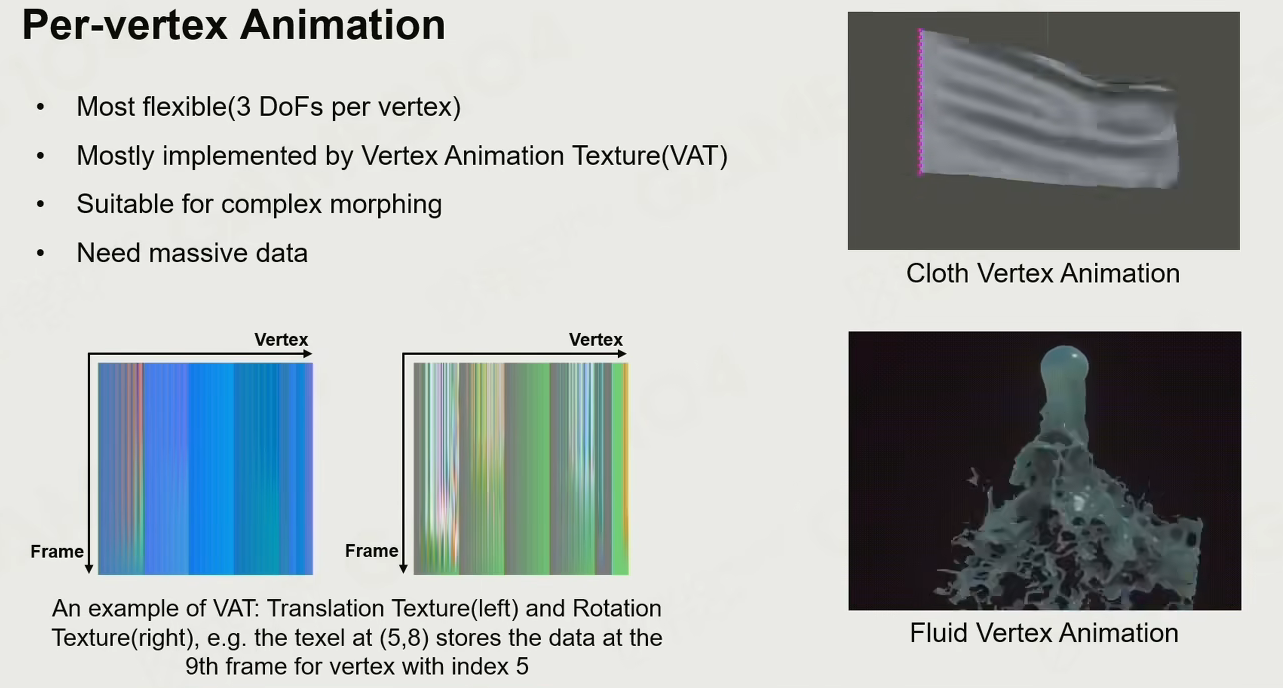 Per-vertex Animation
• Most flexible(3 DoFs per vertex)
• Mostly implemented by Vertex Animation Texture(VAT)
• Suitable for complex morphing
• Need massive data
Cloth Vertex Animation
Vertex
Frame
Vertex
Frame
An example of VAT: Translation Texture(left) and Rotation
Texture(right), e.g. the texel at (5,8) stores the data at the
9th frame for vertex with index 5
Fluid Vertex Animation